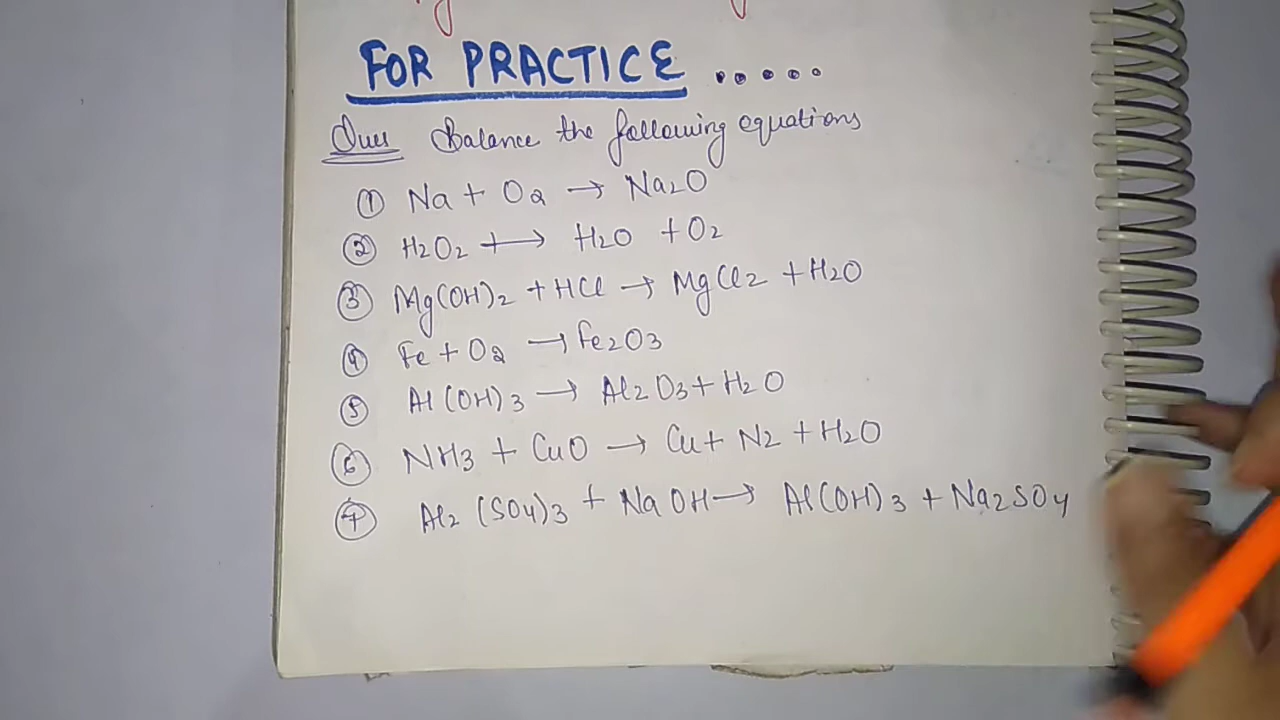 FOR PRACTICE .....
Ques Balance the following equations
① Na + O2 → Na2O
② H2O2 → H2O + O2
③ Mg(OH)2 + HCl → MgCl2 + H2O
④ Fe + O2 → Fe2O3
⑤ Al(OH)3 → Al2O3 + H2O
⑥ NH3 + CuO → Cu + N2 + H2O
⑦ Al2(SO4)3 + NaOH → Al(OH)3 + Na2SO4